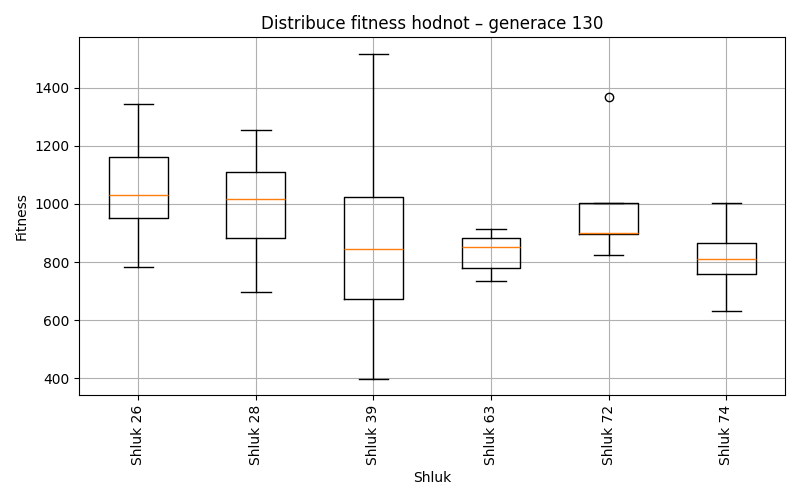 Distribuce fitness hodnot – generace 130
Fitness
1400
1200
1000
800
600
400
Shluk 26
Shluk 28
Shluk 39
Shluk 63
Shluk 72
Shluk 74
Shluk